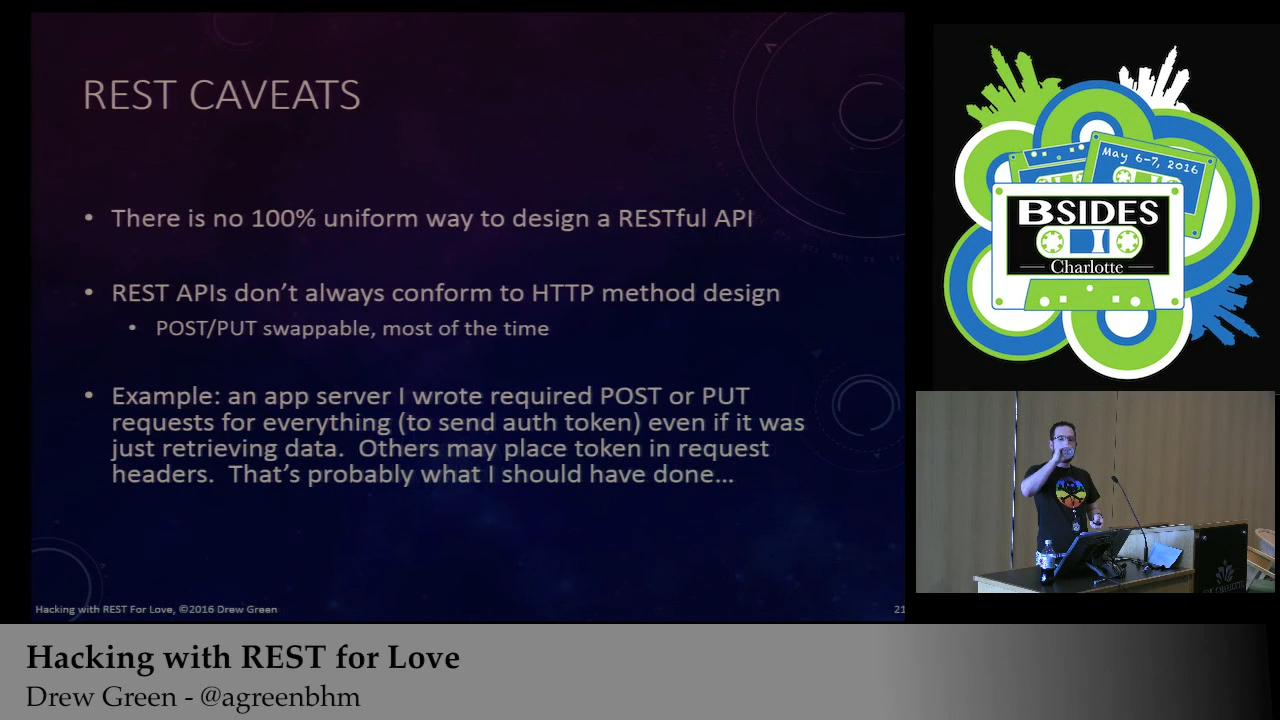 REST CAVEATS
• There is no 100% uniform way to design a RESTful API
• REST APIs don't always conform to HTTP method design
• POST/PUT swappable, most of the time
• Example: an app server I wrote required POST or PUT
requests for everything (to send auth token) even if it was
just retrieving data.  Others may place token in request
headers.  That's probably what I should have done...
Hacking with REST For Love, ©2016 Drew Green
21
May 6-7, 2016
BSIDES
Charlotte
Hacking with REST for Love
Drew Green - @agreenbhm